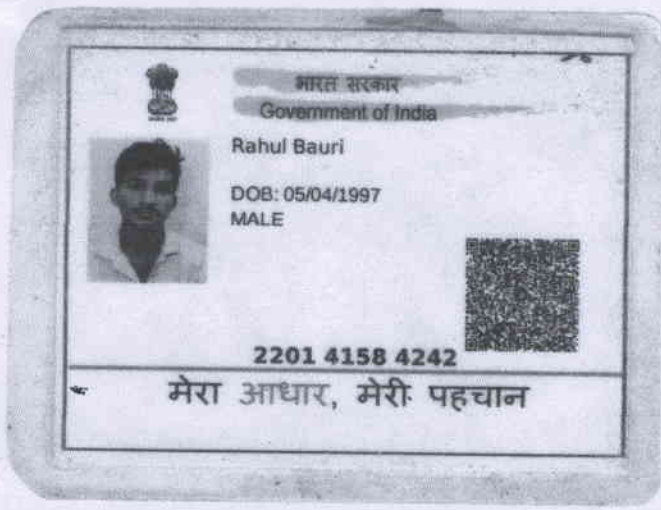 भारत सरकार
Government of India
Rahul Bauri
DOB: 05/04/1997
MALE
2201 4158 4242
मेरा आधार, मेरी पहचान